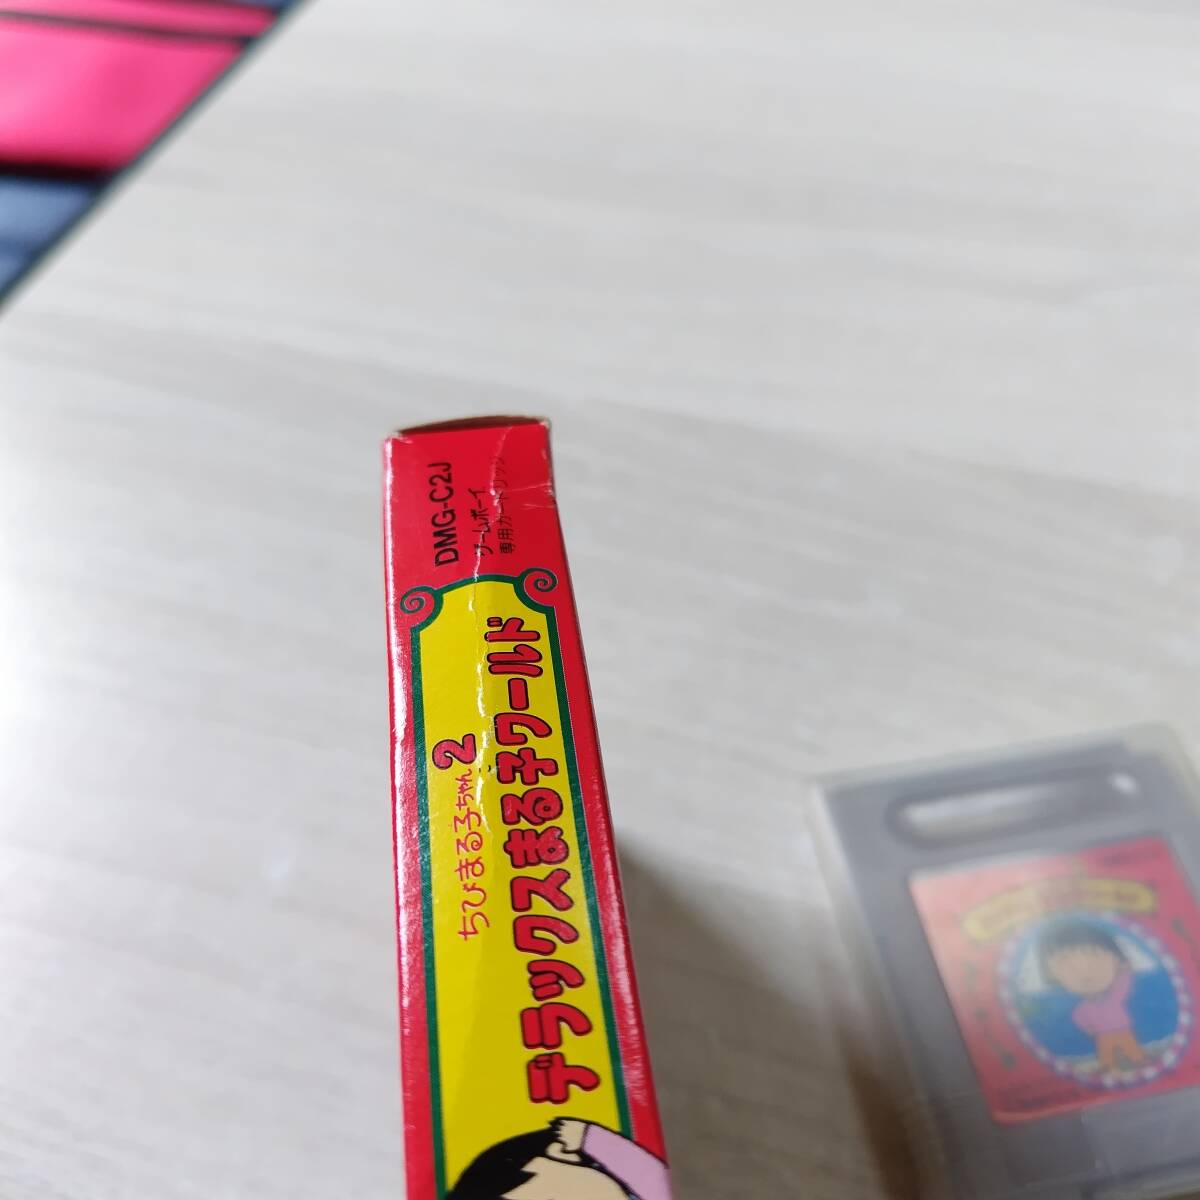 DMG-C2J
ゲームボーイ
専用カートリッジ
ちびまる子ちゃん2
デラックスまる子ワールド